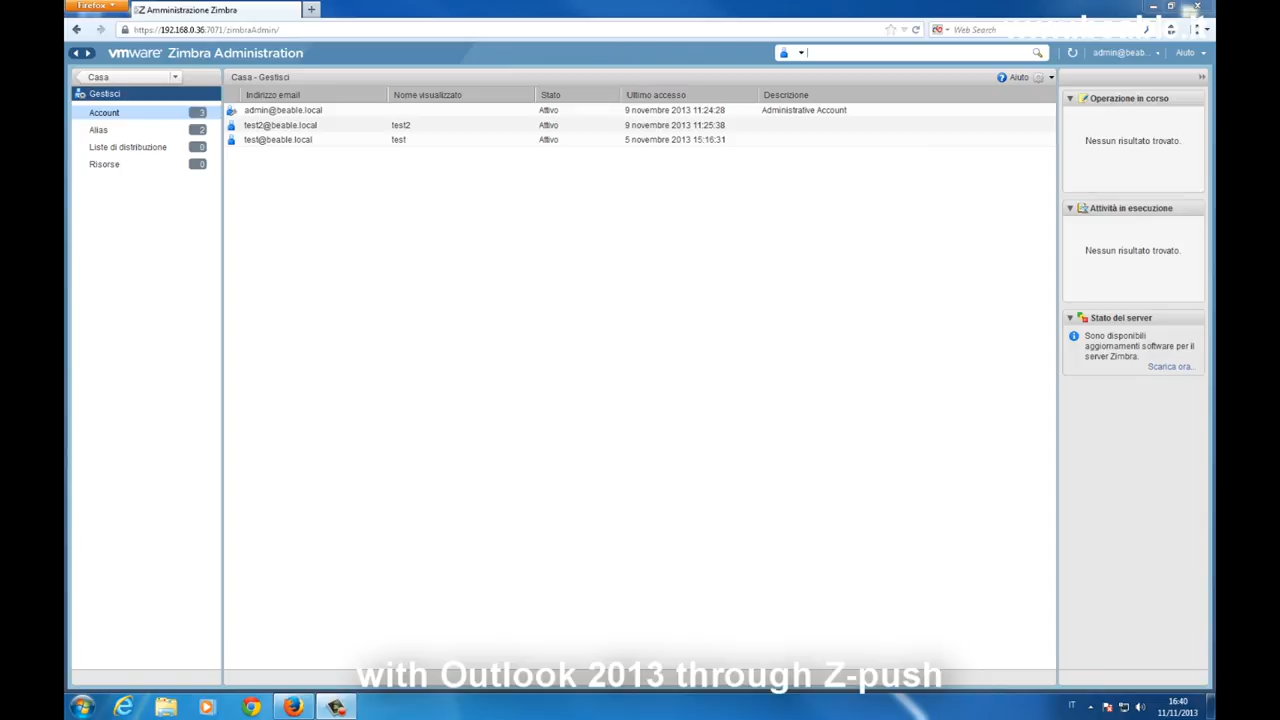 Firefox
Amministrazione Zimbra
https://192.168.0.36:7071/zimbraAdmin/
Web Search
vmware Zimbra Administration
admin@beab...
Aiuto
Casa
Casa - Gestisci
Aiuto
Gestisci
Indirizzo email Nome visualizzato Stato Ultimo accesso Descrizione
Account 3
Alias 2
Liste di distribuzione 0
Risorse 0
admin@beable.local Attivo 9 novembre 2013 11:24:28 Administrative Account
test2@beable.local test2 Attivo 9 novembre 2013 11:25:38
test@beable.local test Attivo 5 novembre 2013 15:16:31
Operazione in corso
Nessun risultato trovato.
Attività in esecuzione
Nessun risultato trovato.
Stato del server
Sono disponibili
aggiornamenti software per il
server Zimbra.
Scarica ora..
with Outlook 2013 through Z-push
IT
16:40
11/11/2013